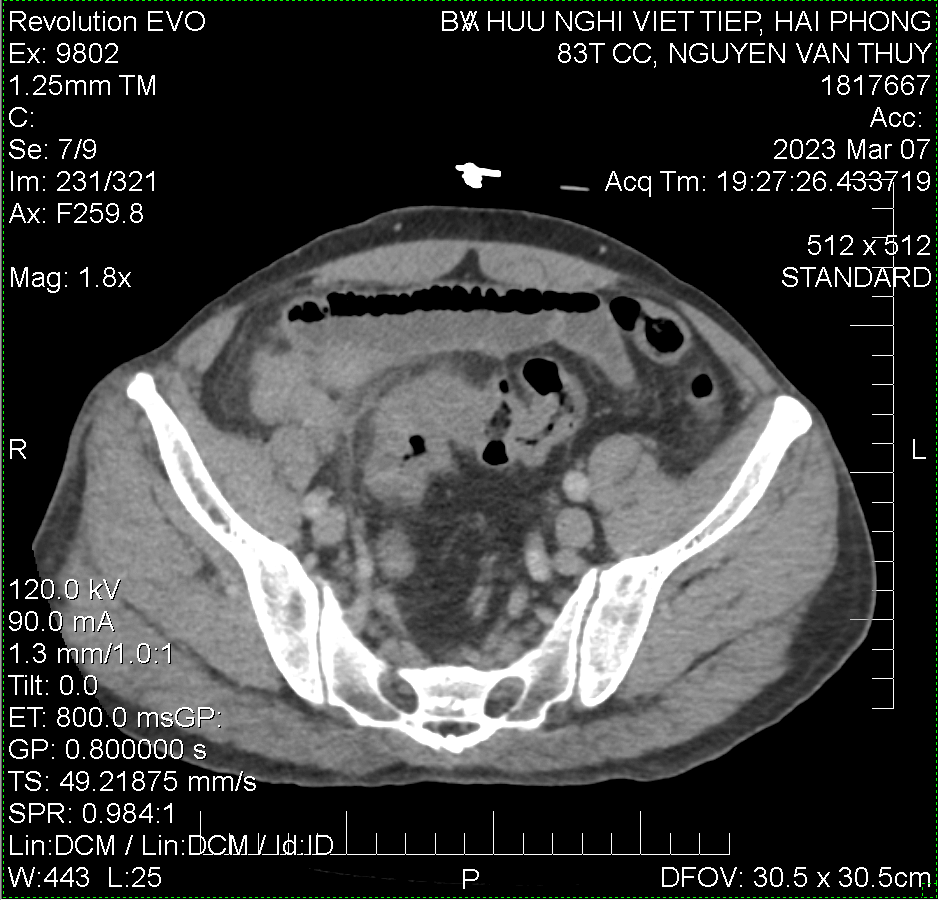 Revolution EVO
Ex: 9802
1.25mm TM
C:
Se: 7/9
Im: 231/321
Ax: F259.8
Mag: 1.8x
HUU NGHI VIET TIEP, HAI PHONG
83T CC, NGUYEN VAN THUY
1817667
Acc:
2023 Mar 07
Acq Tm: 19:27:26.433719
512 x 512
STANDARD
R
L
120.0 kV
90.0 mA
1.3 mm/1.0:1
Tilt: 0.0
ET: 800.0 msGP:
GP: 0.800000 s
TS: 49.21875 mm/s
SPR: 0.984:1
Lin:DCM / Lin:DCM / Id:ID
W:443 L:25
P
DFOV: 30.5 x 30.5cm